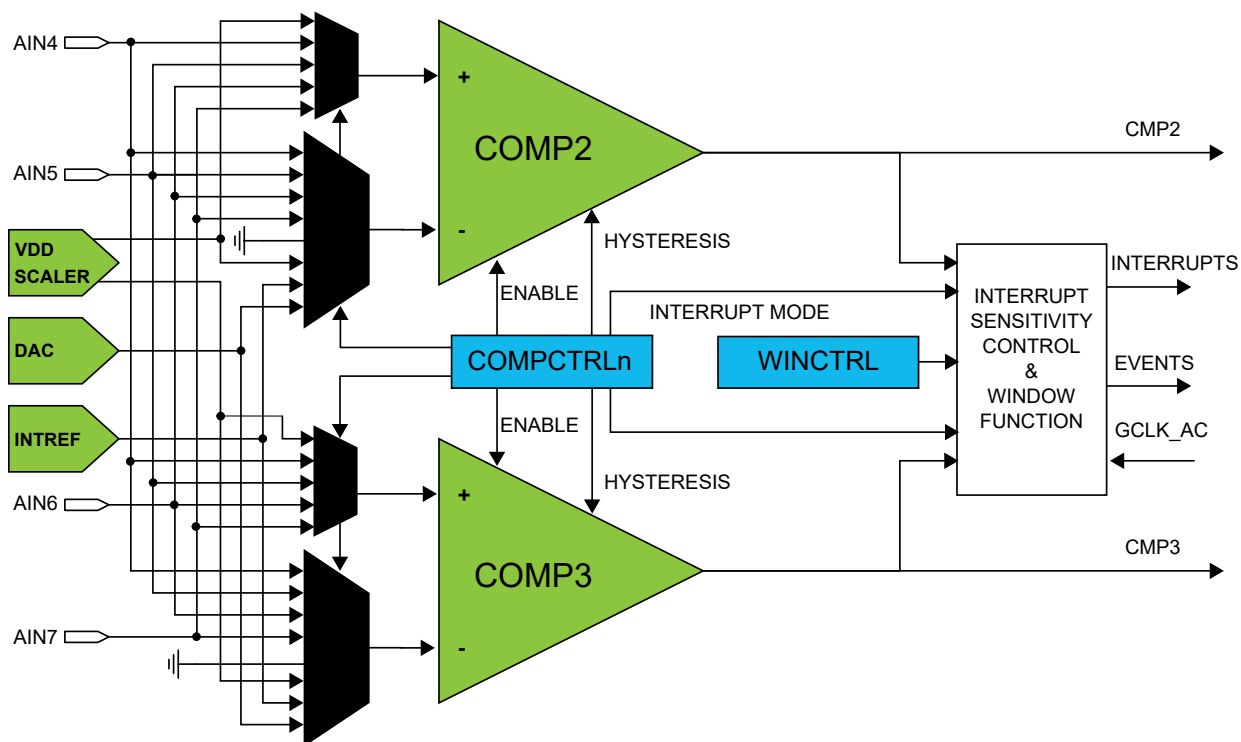 AIN4
+
COMP2
CMP2
AIN5
-
HYSTERESIS
VDD
SCALER
INTERRUPTS
ENABLE
INTERRUPT MODE
INTERRUPT
SENSITIVITY
CONTROL
&
WINDOW
FUNCTION
DAC
COMPCTRLn
WINCTRL
EVENTS
ENABLE
GCLK_AC
INTREF
HYSTERESIS
AIN6
+
CMP3
COMP3
AIN7
-